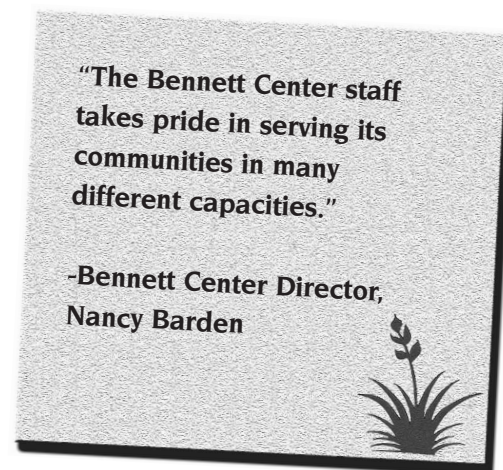 “The Bennett Center staff
takes pride in serving its
communities in many
different capacities.”
-Bennett Center Director,
Nancy Barden